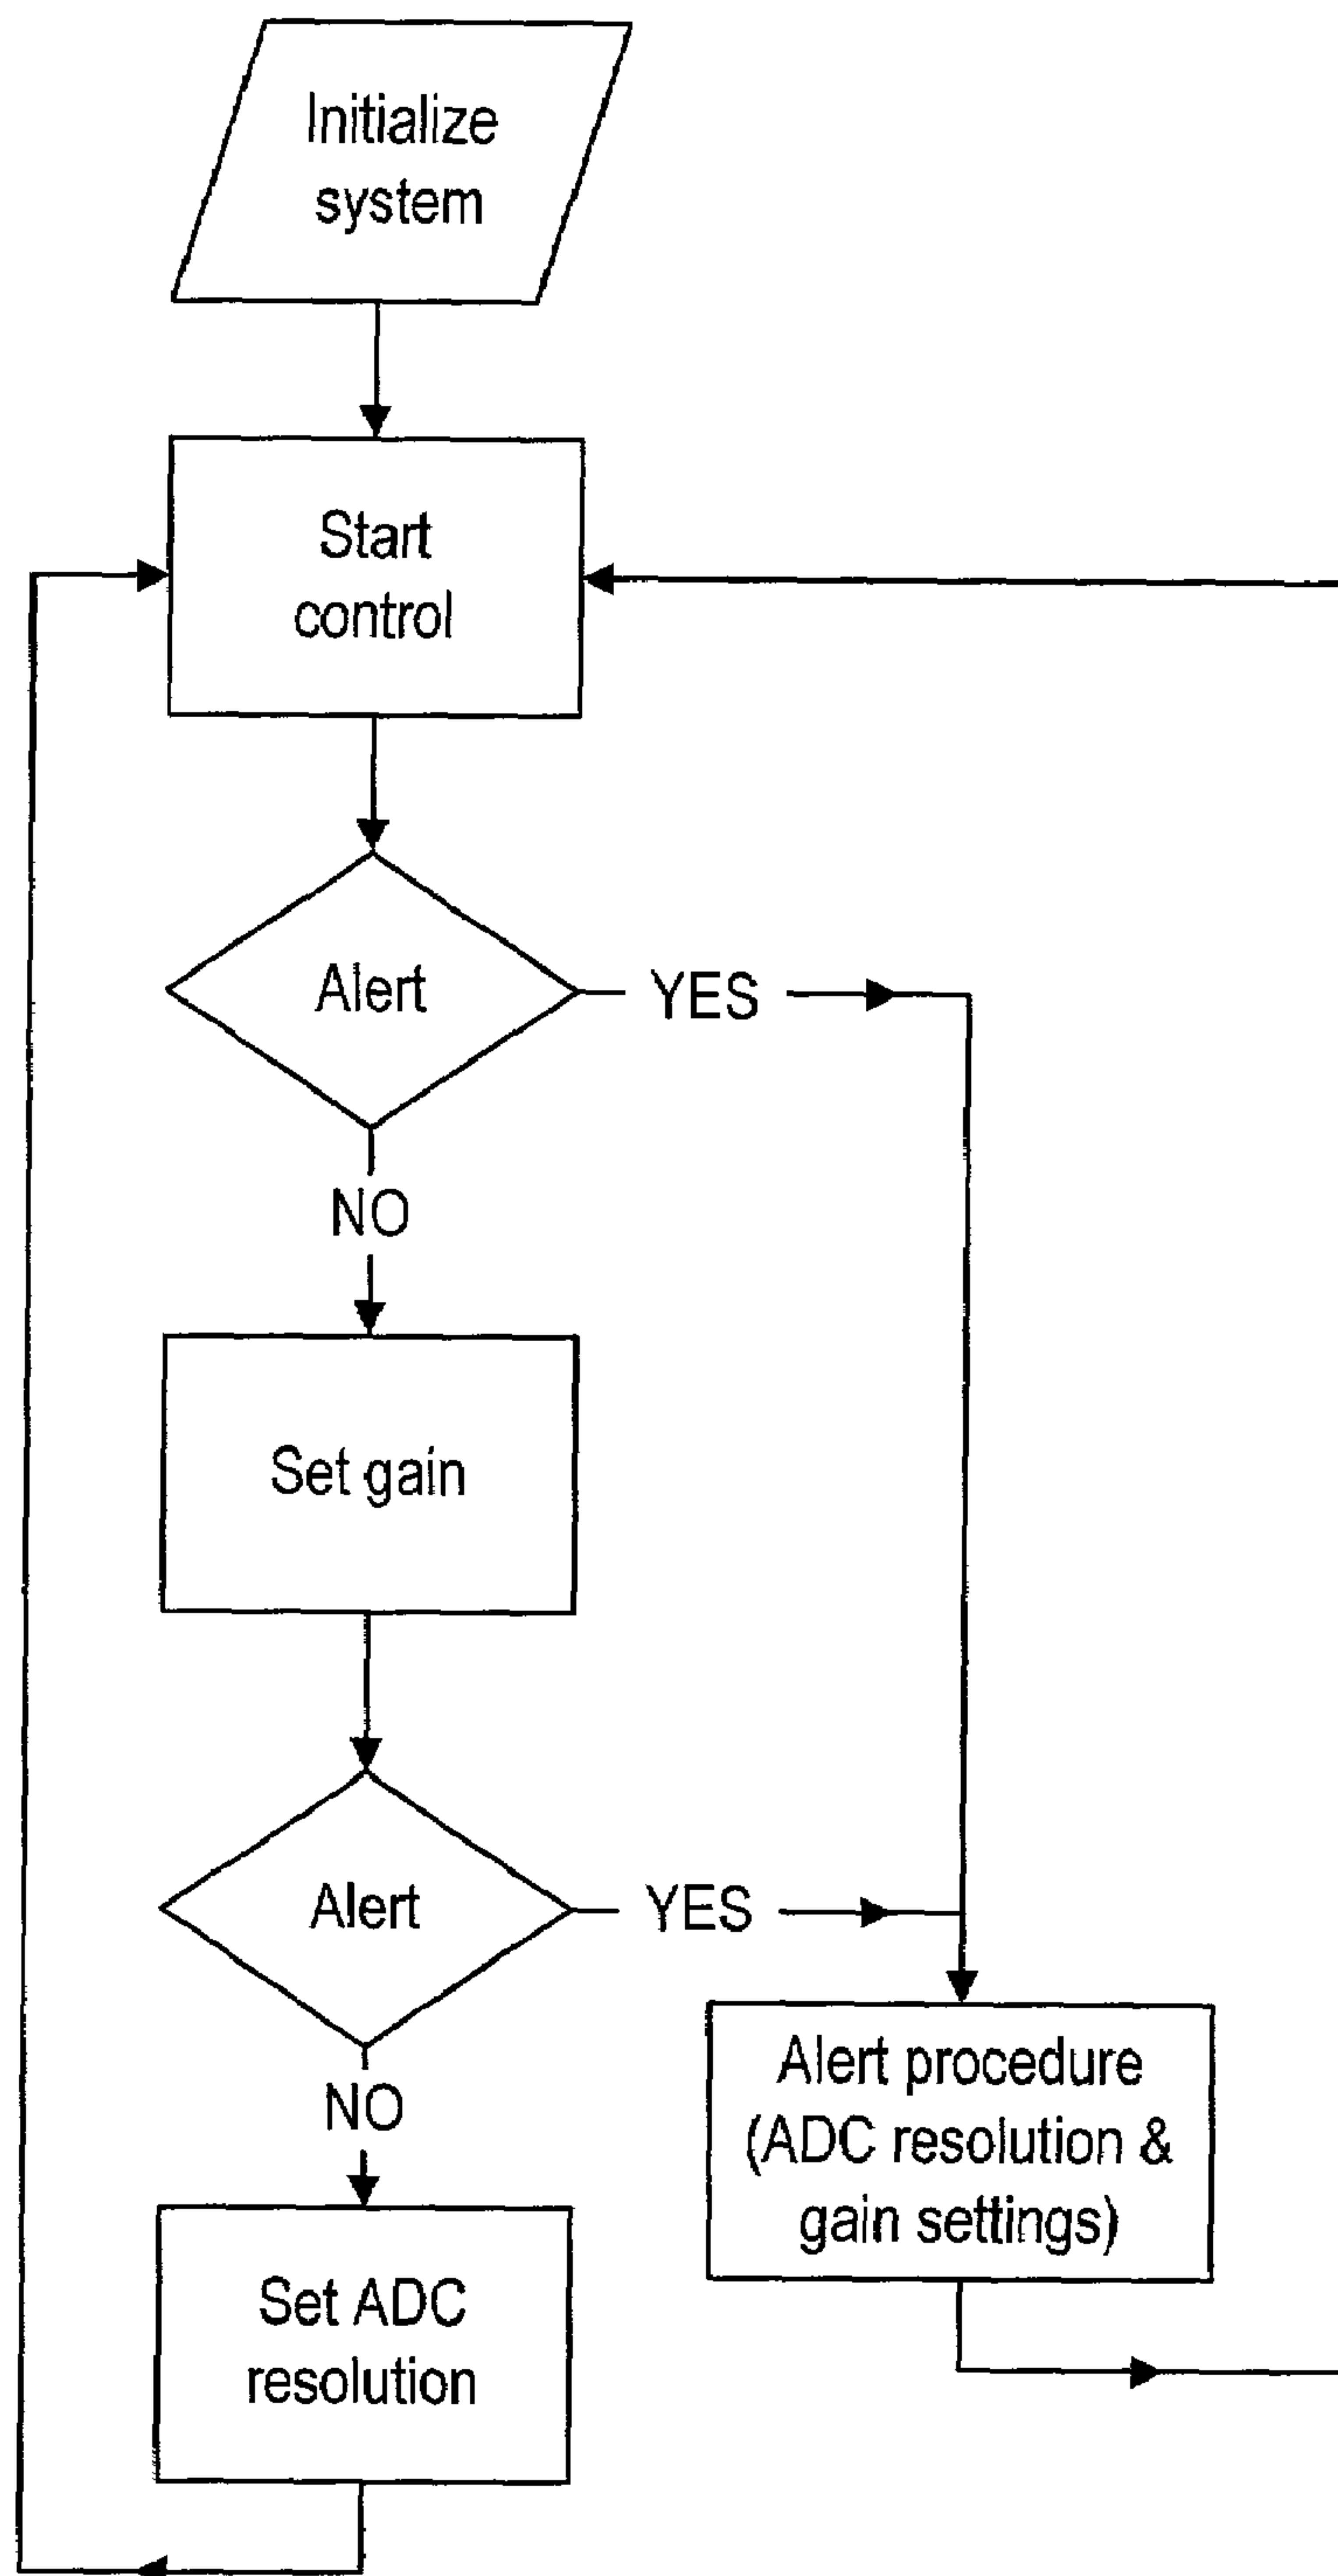 Initialize
system
Start
control
Alert
YES
NO
Set gain
Alert
YES
NO
Alert procedure
(ADC resolution &
gain settings)
Set ADC
resolution